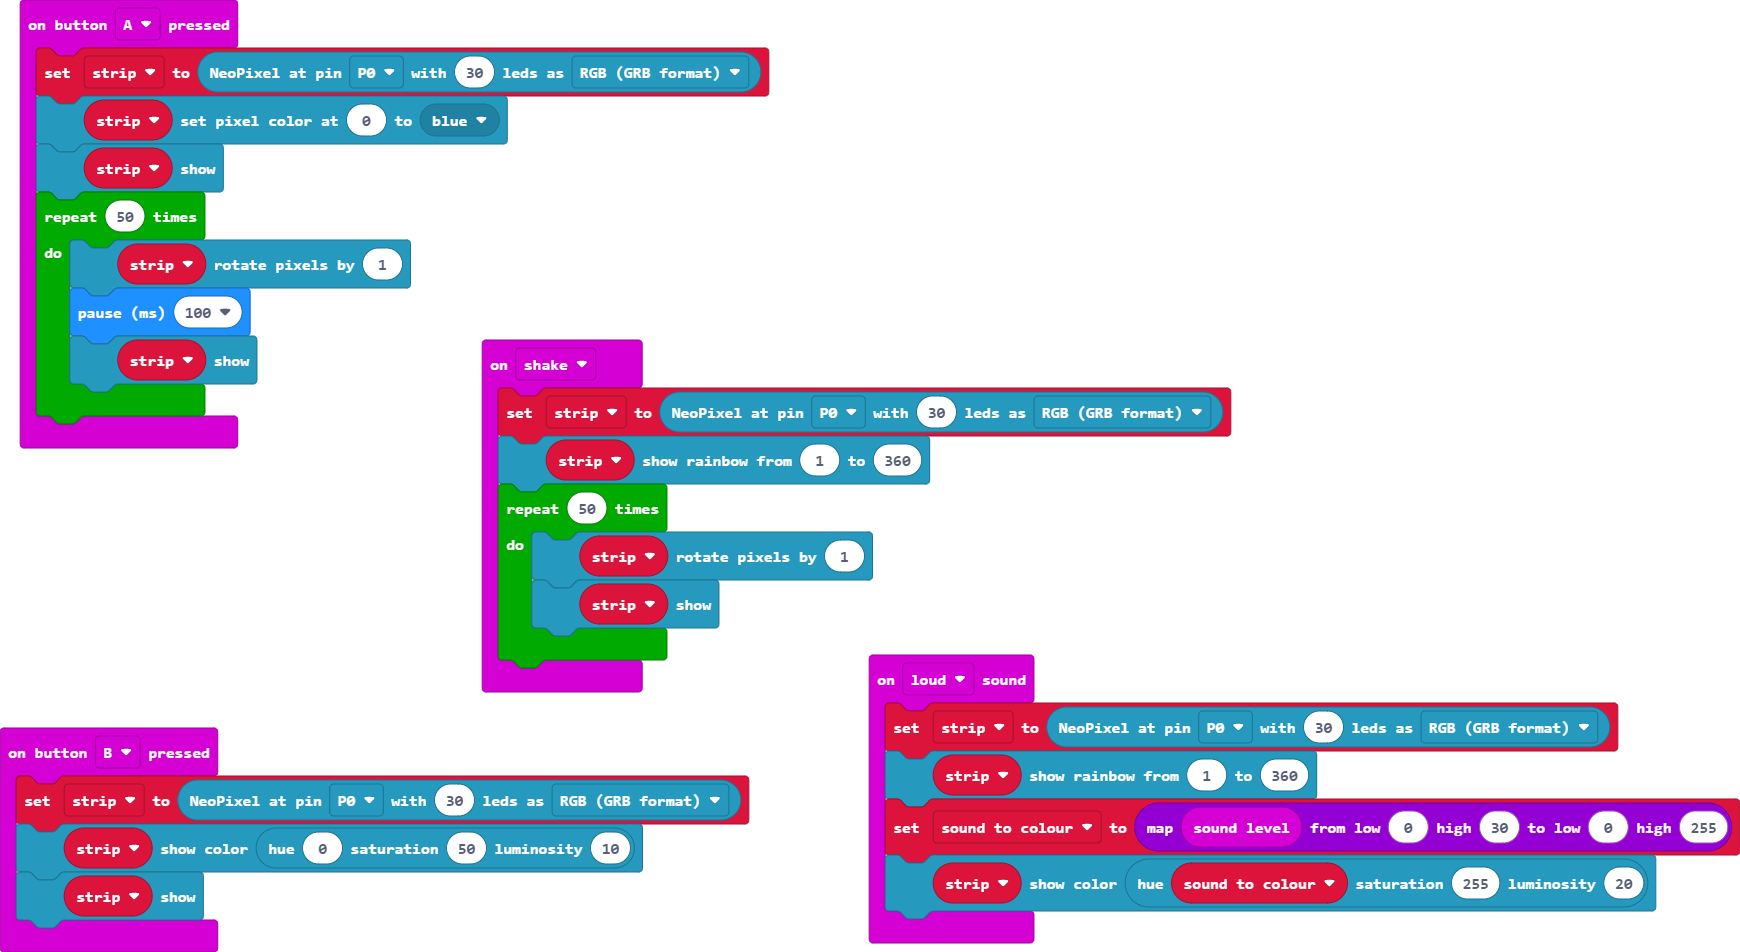 on button A pressed
set strip to NeoPixel at pin P0 with 30 leds as RGB (GRB format)
strip set pixel color at 0 to blue
strip show
repeat 50 times
do
strip rotate pixels by 1
pause (ms) 100
strip show
on shake
set strip to NeoPixel at pin P0 with 30 leds as RGB (GRB format)
strip show rainbow from 1 to 360
repeat 50 times
do
strip rotate pixels by 1
strip show
on loud sound
set strip to NeoPixel at pin P0 with 30 leds as RGB (GRB format)
strip show rainbow from 1 to 360
set sound to colour to map sound level from low 0 high 30 to low 0 high 255
strip show color hue sound to colour saturation 255 luminosity 20
on button B pressed
set strip to NeoPixel at pin P0 with 30 leds as RGB (GRB format)
strip show color hue 0 saturation 50 luminosity 10
strip show